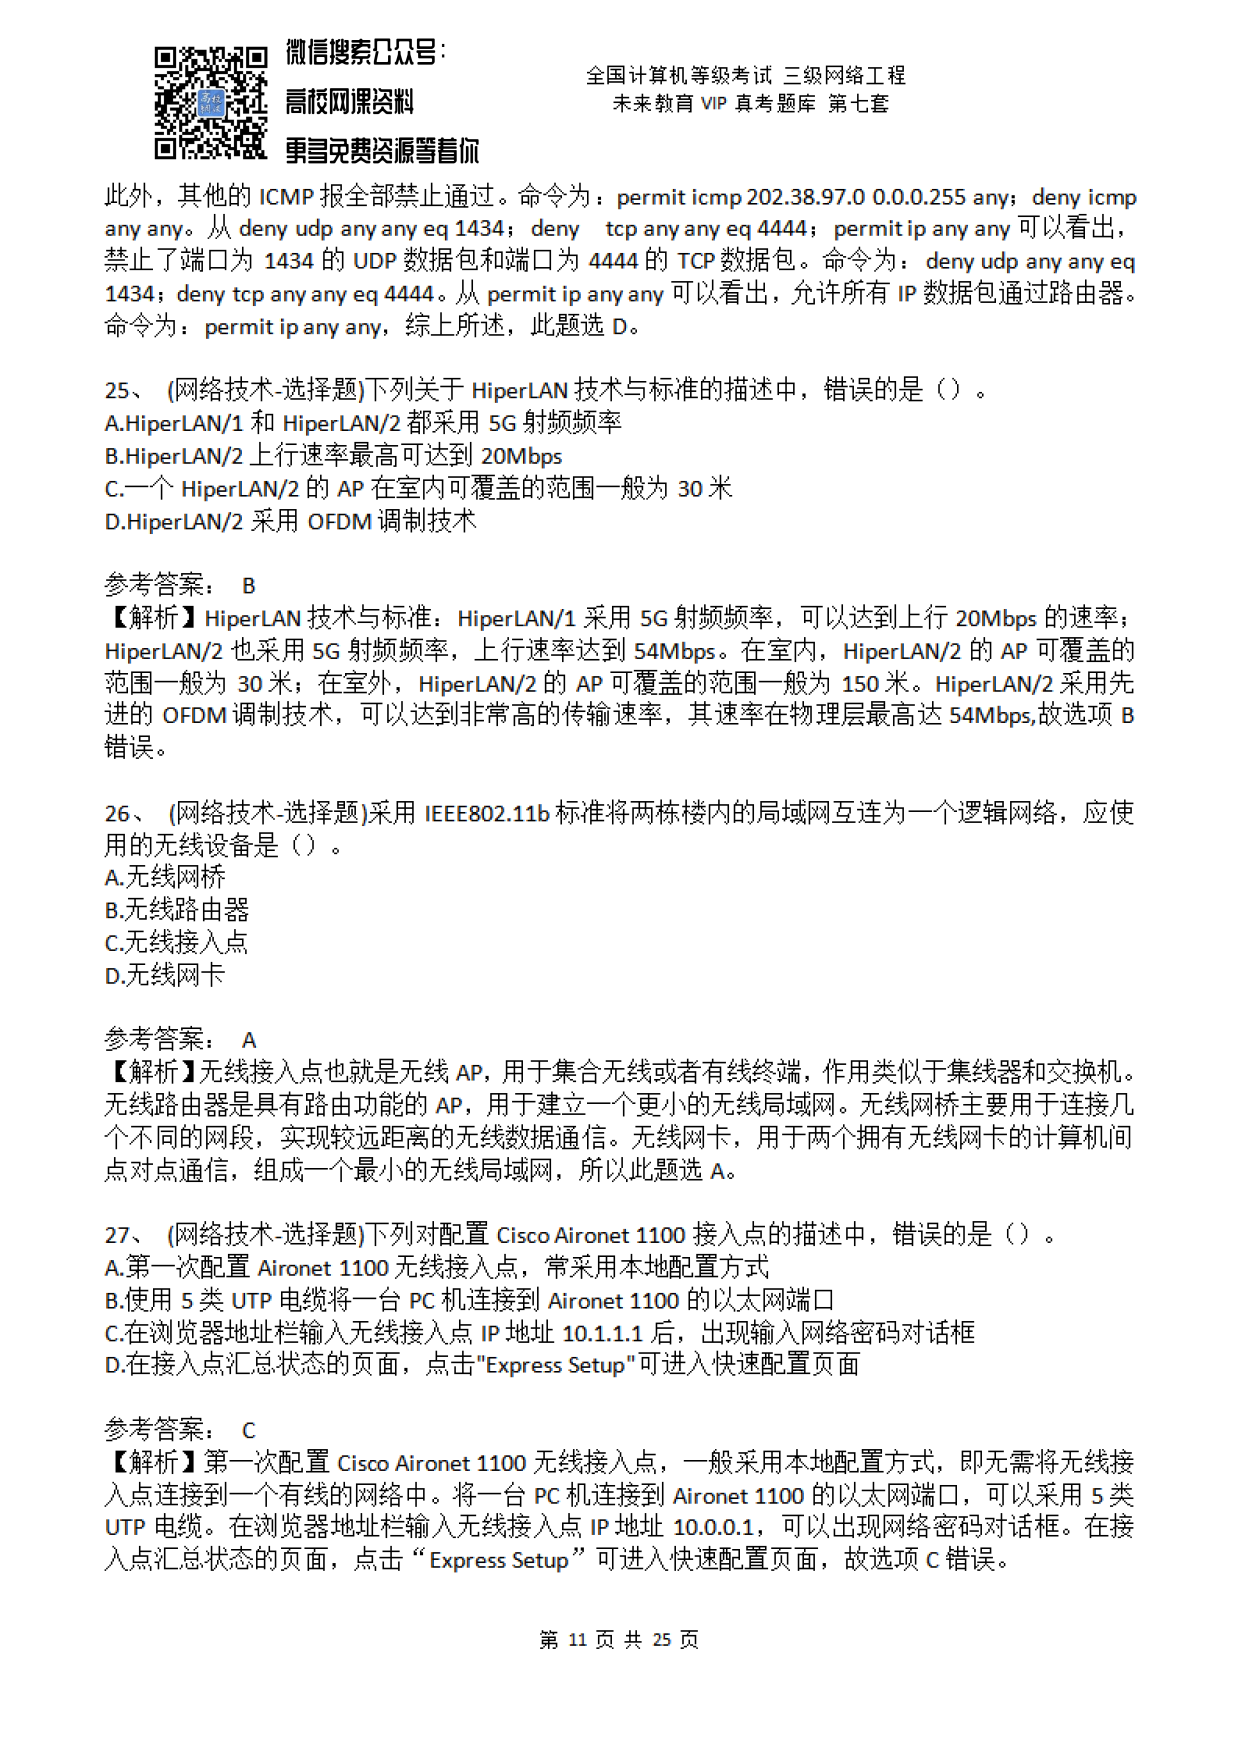 微信搜索公众号：
高校网课资料
更多免费资源等着你
全国计算机等级考试 三级网络工程
未来教育 VIP 真考题库 第七套
此外，其他的 ICMP 报全部禁止通过。命令为：permit icmp 202.38.97.0 0.0.0.255 any；deny icmp
any any。从 deny udp any any eq 1434；deny tcp any any eq 4444；permit ip any any 可以看出，
禁止了端口为 1434 的 UDP 数据包和端口为 4444 的 TCP 数据包。命令为：deny udp any any eq
1434；deny tcp any any eq 4444。从 permit ip any any 可以看出，允许所有 IP 数据包通过路由器。
命令为：permit ip any any，综上所述，此题选 D。
25、 (网络技术-选择题)下列关于 HiperLAN 技术与标准的描述中，错误的是（）。
A.HiperLAN/1 和 HiperLAN/2 都采用 5G 射频频率
B.HiperLAN/2 上行速率最高可达到 20Mbps
C.一个 HiperLAN/2 的 AP 在室内可覆盖的范围一般为 30 米
D.HiperLAN/2 采用 OFDM 调制技术
参考答案： B
【解析】HiperLAN 技术与标准：HiperLAN/1 采用 5G 射频频率，可以达到上行 20Mbps 的速率；
HiperLAN/2 也采用 5G 射频频率，上行速率达到 54Mbps。在室内，HiperLAN/2 的 AP 可覆盖的
范围一般为 30 米；在室外，HiperLAN/2 的 AP 可覆盖的范围一般为 150 米。HiperLAN/2 采用先
进的 OFDM 调制技术，可以达到非常高的传输速率，其速率在物理层最高达 54Mbps,故选项 B
错误。
26、 (网络技术-选择题)采用 IEEE802.11b 标准将两栋楼内的局域网互连为一个逻辑网络，应使
用的无线设备是（）。
A.无线网桥
B.无线路由器
C.无线接入点
D.无线网卡
参考答案： A
【解析】无线接入点也就是无线 AP，用于集合无线或者有线终端，作用类似于集线器和交换机。
无线路由器是具有路由功能的 AP，用于建立一个更小的无线局域网。无线网桥主要用于连接几
个不同的网段，实现较远距离的无线数据通信。无线网卡，用于两个拥有无线网卡的计算机间
点对点通信，组成一个最小的无线局域网，所以此题选 A。
27、 (网络技术-选择题)下列对配置 Cisco Aironet 1100 接入点的描述中，错误的是（）。
A.第一次配置 Aironet 1100 无线接入点，常采用本地配置方式
B.使用 5 类 UTP 电缆将一台 PC 机连接到 Aironet 1100 的以太网端口
C.在浏览器地址栏输入无线接入点 IP 地址 10.1.1.1 后，出现输入网络密码对话框
D.在接入点汇总状态的页面，点击"Express Setup"可进入快速配置页面
参考答案： C
【解析】第一次配置 Cisco Aironet 1100 无线接入点，一般采用本地配置方式，即无需将无线接
入点连接到一个有线的网络中。将一台 PC 机连接到 Aironet 1100 的以太网端口，可以采用 5 类
UTP 电缆。在浏览器地址栏输入无线接入点 IP 地址 10.0.0.1，可以出现网络密码对话框。在接
入点汇总状态的页面，点击“Express Setup”可进入快速配置页面，故选项 C 错误。
第 11 页 共 25 页